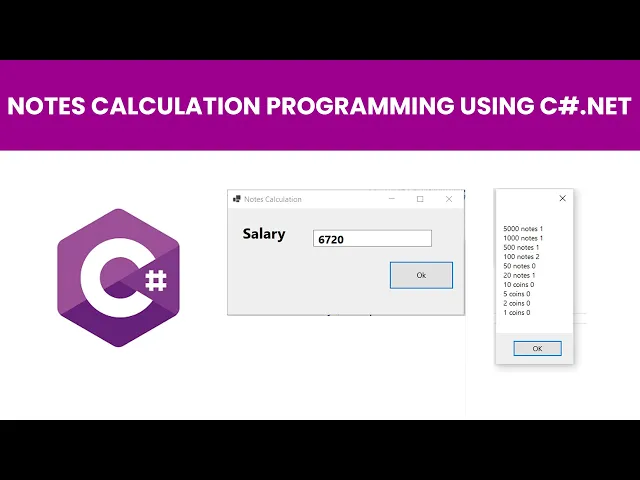 NOTES CALCULATION PROGRAMMING USING C#.NET
C#
Notes Calculation
Salary
6720
Ok
5000 notes 1
1000 notes 1
500 notes 1
100 notes 2
50 notes 0
20 notes 1
10 coins 0
5 coins 0
2 coins 0
1 coins 0
OK